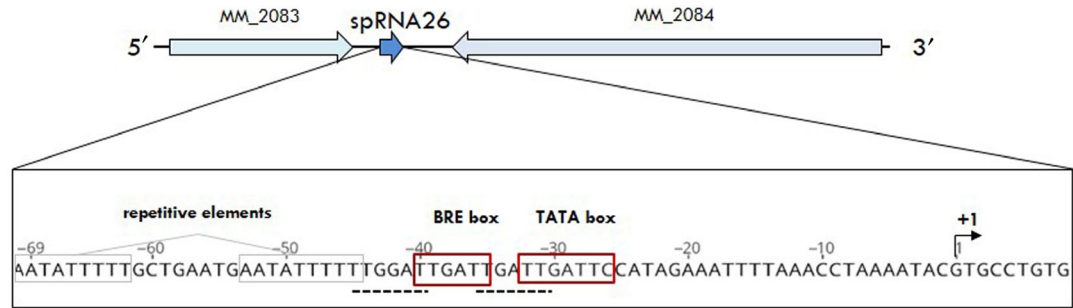 MM_2083 spRNA26 MM_2084
5′ 3′
repetitive elements BRE box TATA box +1
−69 −60 −50 −40 −30 −20 −10 1
AATATTTTTGCTGAATGAATATTTTTTGGATTGATTGATTGATTCCATAGAAATTTTAAACCTAAAATACGTGCCTGTG